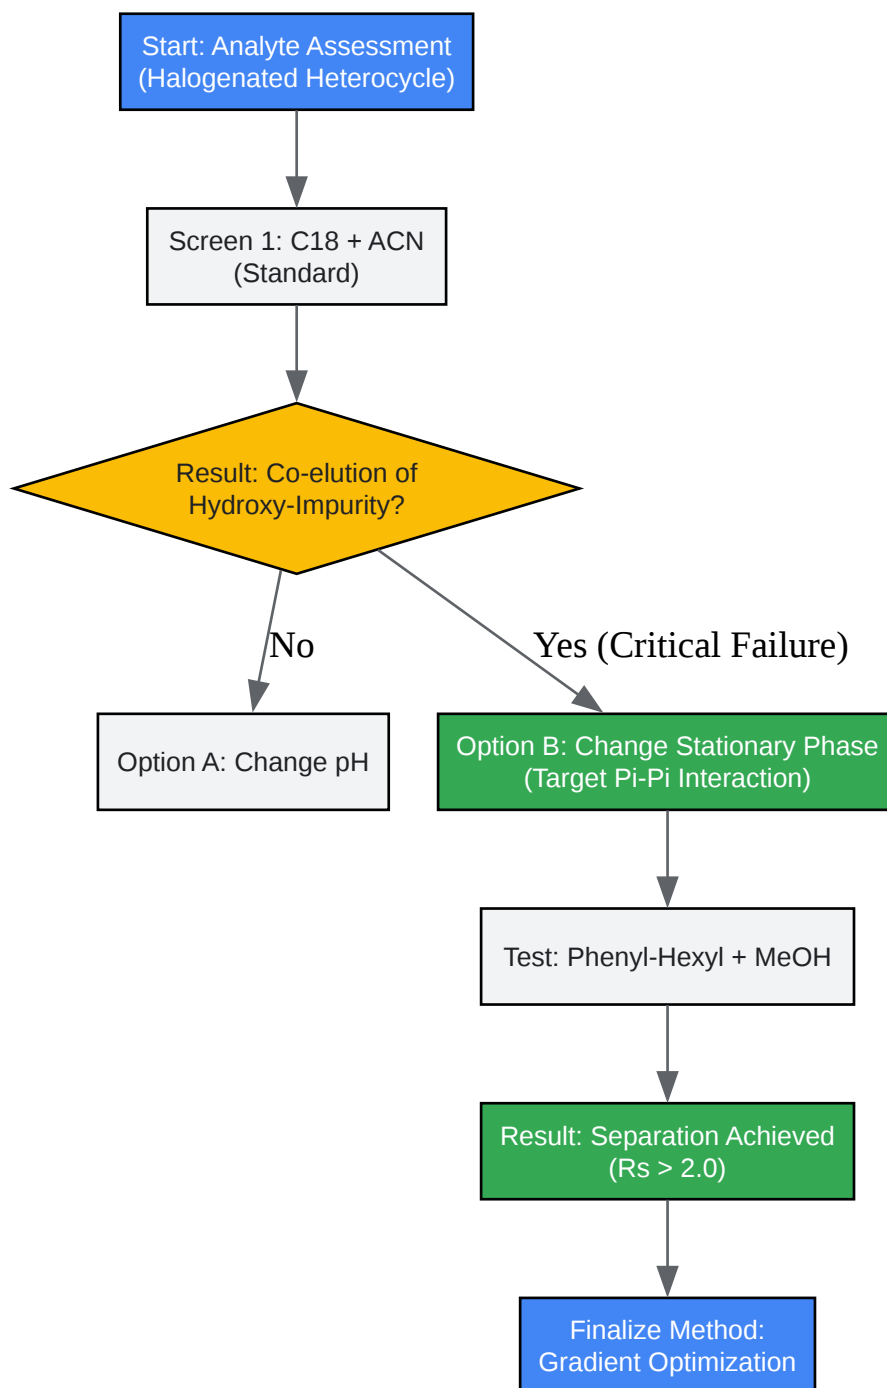 Start: Analyte Assessment
(Halogenated Heterocycle)
Screen 1: C18 + ACN
(Standard)
Result: Co-elution of
Hydroxy-Impurity?
No
Yes (Critical Failure)
Option A: Change pH
Option B: Change Stationary Phase
(Target Pi-Pi Interaction)
Test: Phenyl-Hexyl + MeOH
Result: Separation Achieved
(Rs > 2.0)
Finalize Method:
Gradient Optimization